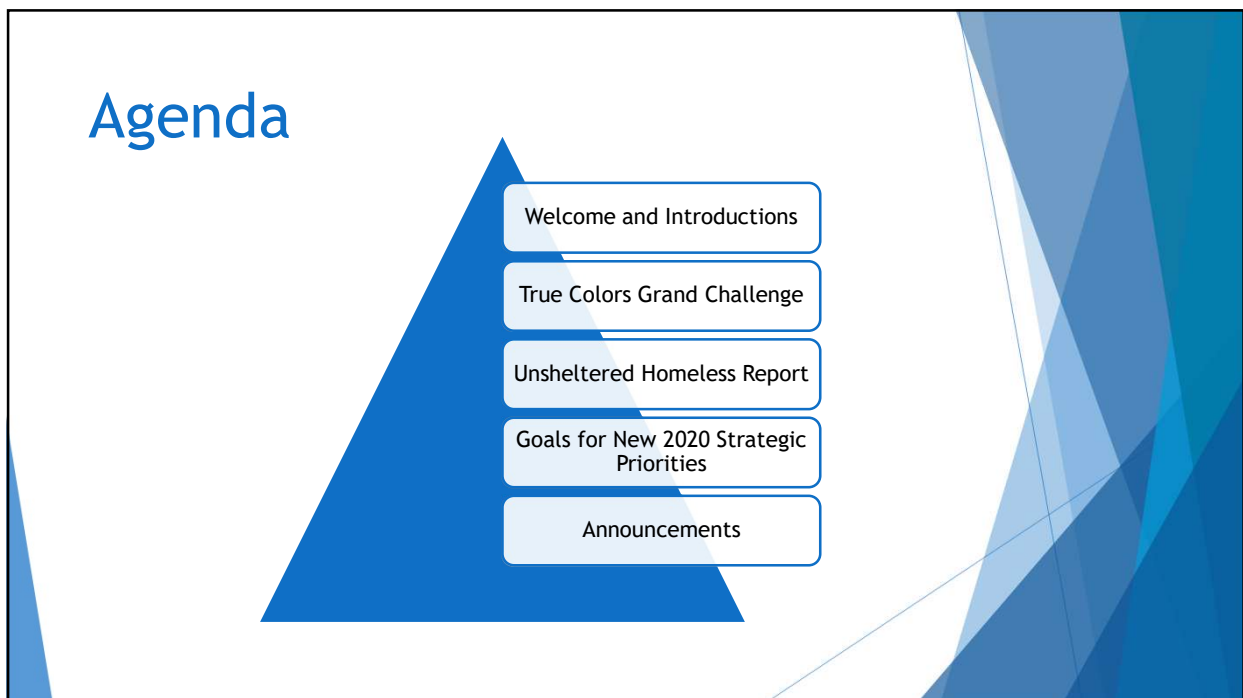 Agenda
Welcome and Introductions
True Colors Grand Challenge
Unsheltered Homeless Report
Goals for New 2020 Strategic
Priorities
Announcements